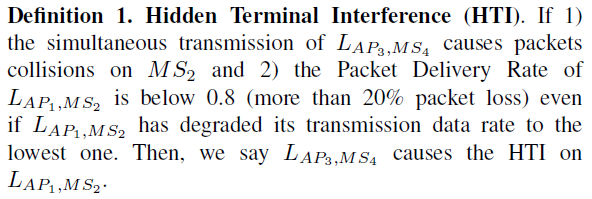 Definition 1. Hidden Terminal Interference (HTI). If 1)
the simultaneous transmission of L_{AP_3,MS_4} causes packets
collisions on MS_2 and 2) the Packet Delivery Rate of
L_{AP_1,MS_2} is below 0.8 (more than 20% packet loss) even
if L_{AP_1,MS_2} has degraded its transmission data rate to the
lowest one. Then, we say L_{AP_3,MS_4} causes the HTI on
L_{AP_1,MS_2}.